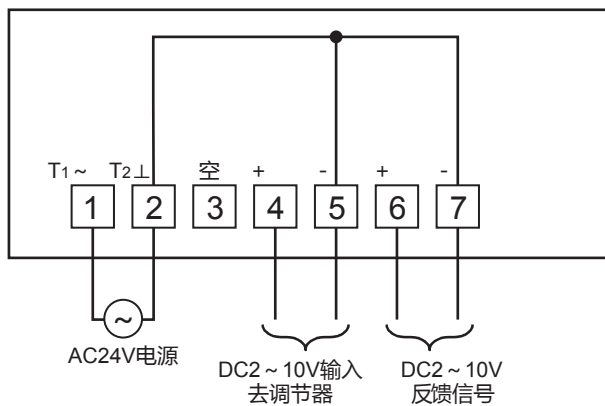 T1~ T2⊥ 空 + - + -
1 2 3 4 5 6 7
~
AC24V电源
DC2~10V输入
去调节器
DC2~10V
反馈信号